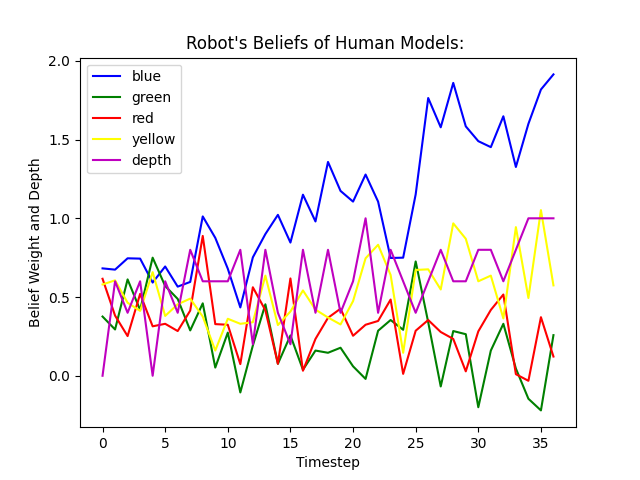 Robot's Beliefs of Human Models:
2.0
1.5
1.0
0.5
0.0
Belief Weight and Depth
blue
green
red
yellow
depth
0 5 10 15 20 25 30 35
Timestep